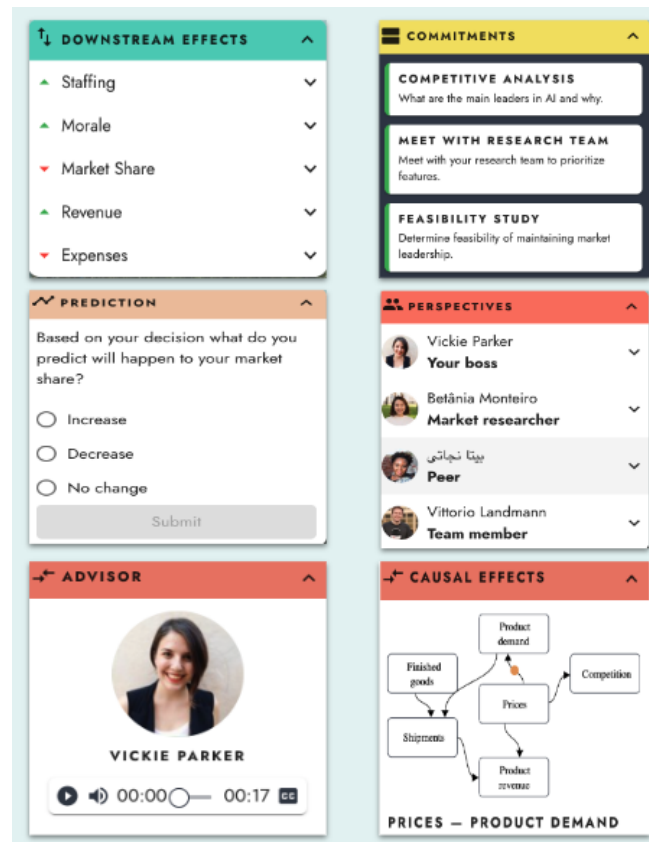 DOWNSTREAM EFFECTS
Staffing
Morale
Market Share
Revenue
Expenses
COMMITMENTS
COMPETITIVE ANALYSIS
What are the main leaders in AI and why.
MEET WITH RESEARCH TEAM
Meet with your research team to prioritize
features.
FEASIBILITY STUDY
Determine feasibility of maintaining market
leadership.
PREDICTION
Based on your decision what do you
predict will happen to your market
share?
Increase
Decrease
No change
Submit
PERSPECTIVES
Vickie Parker
Your boss
Betânia Monteiro
Market researcher
بیتا نجاتی
Peer
Vittorio Landmann
Team member
ADVISOR
VICKIE PARKER
00:00 00:17 CC
CAUSAL EFFECTS
Product
demand
Finished
goods
Competition
Prices
Shipments
Product
revenue
PRICES — PRODUCT DEMAND